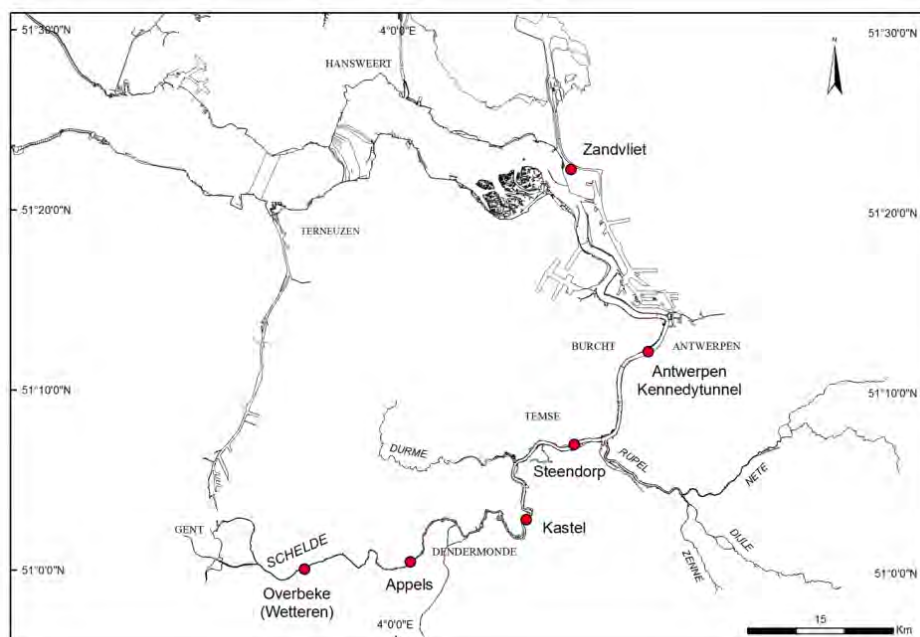 51°30'0"N
4°0'0"E
51°30'0"N
N
HANSWEERT
Zandvliet
51°20'0"N
51°20'0"N
TERNEUZEN
BURCHT
ANTWERPEN
Antwerpen
Kennedytunnel
51°10'0"N
51°10'0"N
TEMSE
DURME
Steendorp
RUPEL
NETE
Kastel
GENT
SCHELDE
DENDERMONDE
DIJLE
ZENNE
51°0'0"N
51°0'0"N
Overbeke
(Wetteren)
Appels
4°0'0"E
15
Km